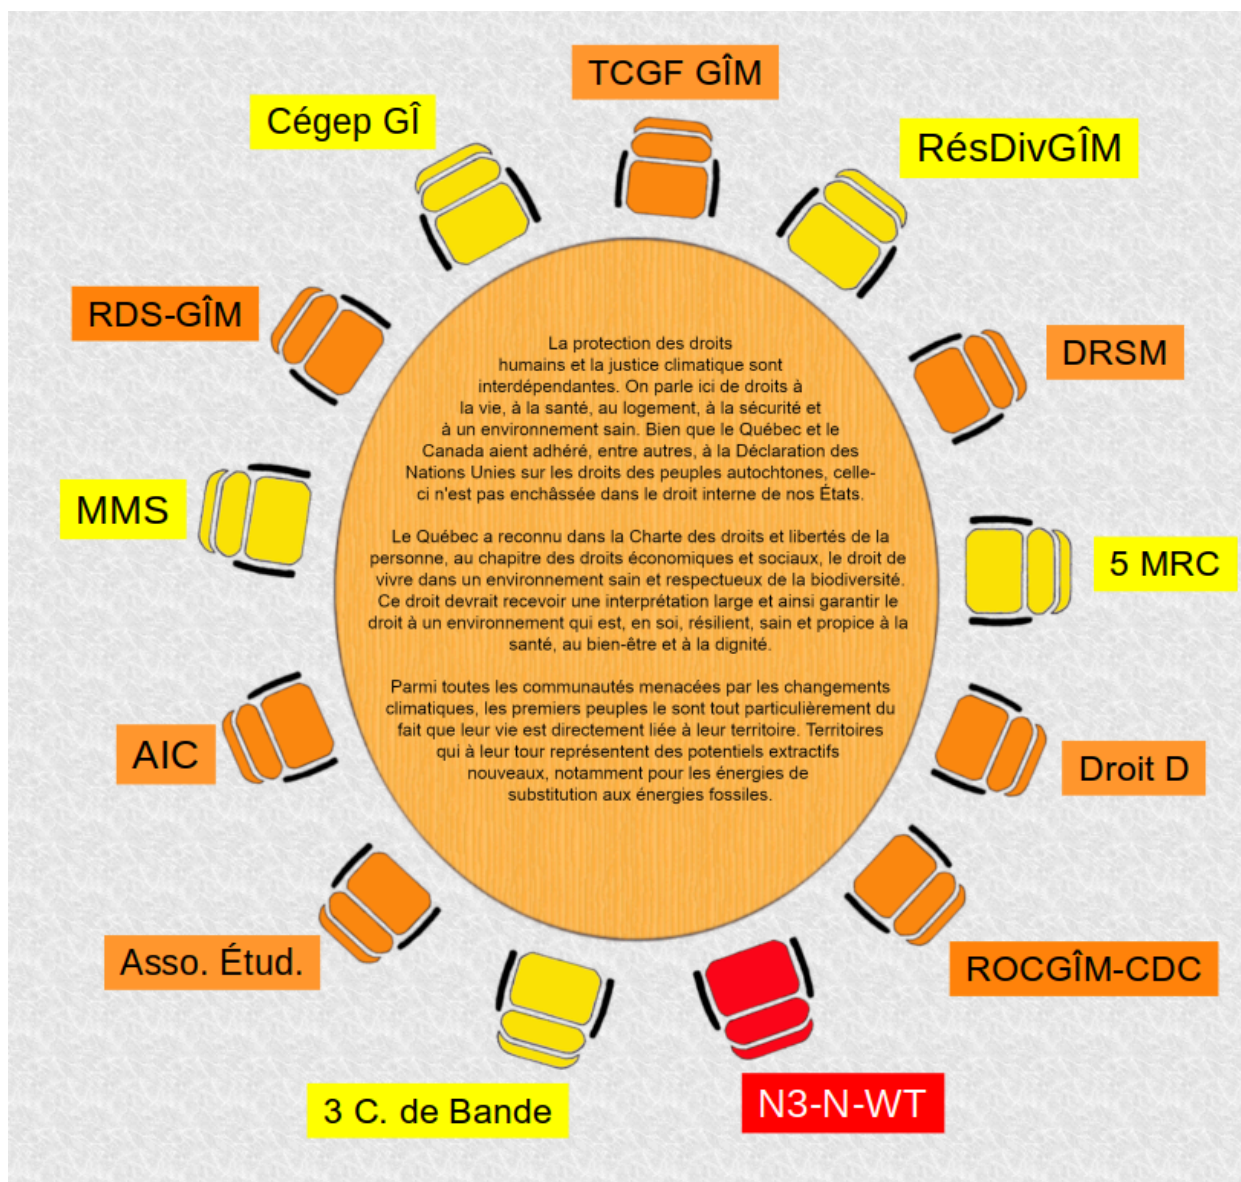 TCGF GÎM
Cégep GÎ
RésDivGÎM
RDS-GÎM
DRSM
MMS
5 MRC
AIC
Droit D
Asso. Étud.
ROCGÎM-CDC
3 C. de Bande
N3-N-WT
La protection des droits
humains et la justice climatique sont
interdépendantes. On parle ici de droits à
la vie, à la santé, au logement, à la sécurité et
à un environnement sain. Bien que le Québec et le
Canada aient adhéré, entre autres, à la Déclaration des
Nations Unies sur les droits des peuples autochtones, celle-
ci n'est pas enchâssée dans le droit interne de nos États.
Le Québec a reconnu dans la Charte des droits et libertés de la
personne, au chapitre des droits économiques et sociaux, le droit de
vivre dans un environnement sain et respectueux de la biodiversité.
Ce droit devrait recevoir une interprétation large et ainsi garantir le
droit à un environnement qui est, en soi, résilient, sain et propice à la
santé, au bien-être et à la dignité.
Parmi toutes les communautés menacées par les changements
climatiques, les premiers peuples le sont tout particulièrement du
fait que leur vie est directement liée à leur territoire. Territoires
qui à leur tour représentent des potentiels extractifs
nouveaux, notamment pour les énergies de
substitution aux énergies fossiles.